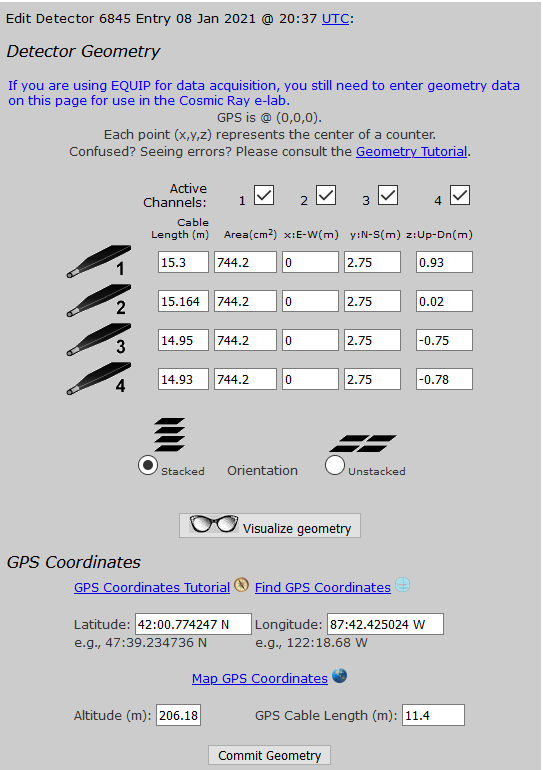 Edit Detector 6845 Entry 08 Jan 2021 @ 20:37 UTC:
Detector Geometry
If you are using EQUIP for data acquisition, you still need to enter geometry data
on this page for use in the Cosmic Ray e-lab.
GPS is @ (0,0,0).
Each point (x,y,z) represents the center of a counter.
Confused? Seeing errors? Please consult the Geometry Tutorial.
Active
Channels: 1 2 3 4
Cable
Length (m) Area(cm²) x:E-W(m) y:N-S(m) z:Up-Dn(m)
1 15.3 744.2 0 2.75 0.93
2 15.164 744.2 0 2.75 0.02
3 14.95 744.2 0 2.75 -0.75
4 14.93 744.2 0 2.75 -0.78
Stacked Orientation Unstacked
Visualize geometry
GPS Coordinates
GPS Coordinates Tutorial Find GPS Coordinates
Latitude: 42:00.774247 N Longitude: 87:42.425024 W
e.g., 47:39.234736 N e.g., 122:18.68 W
Map GPS Coordinates
Altitude (m): 206.18 GPS Cable Length (m): 11.4
Commit Geometry